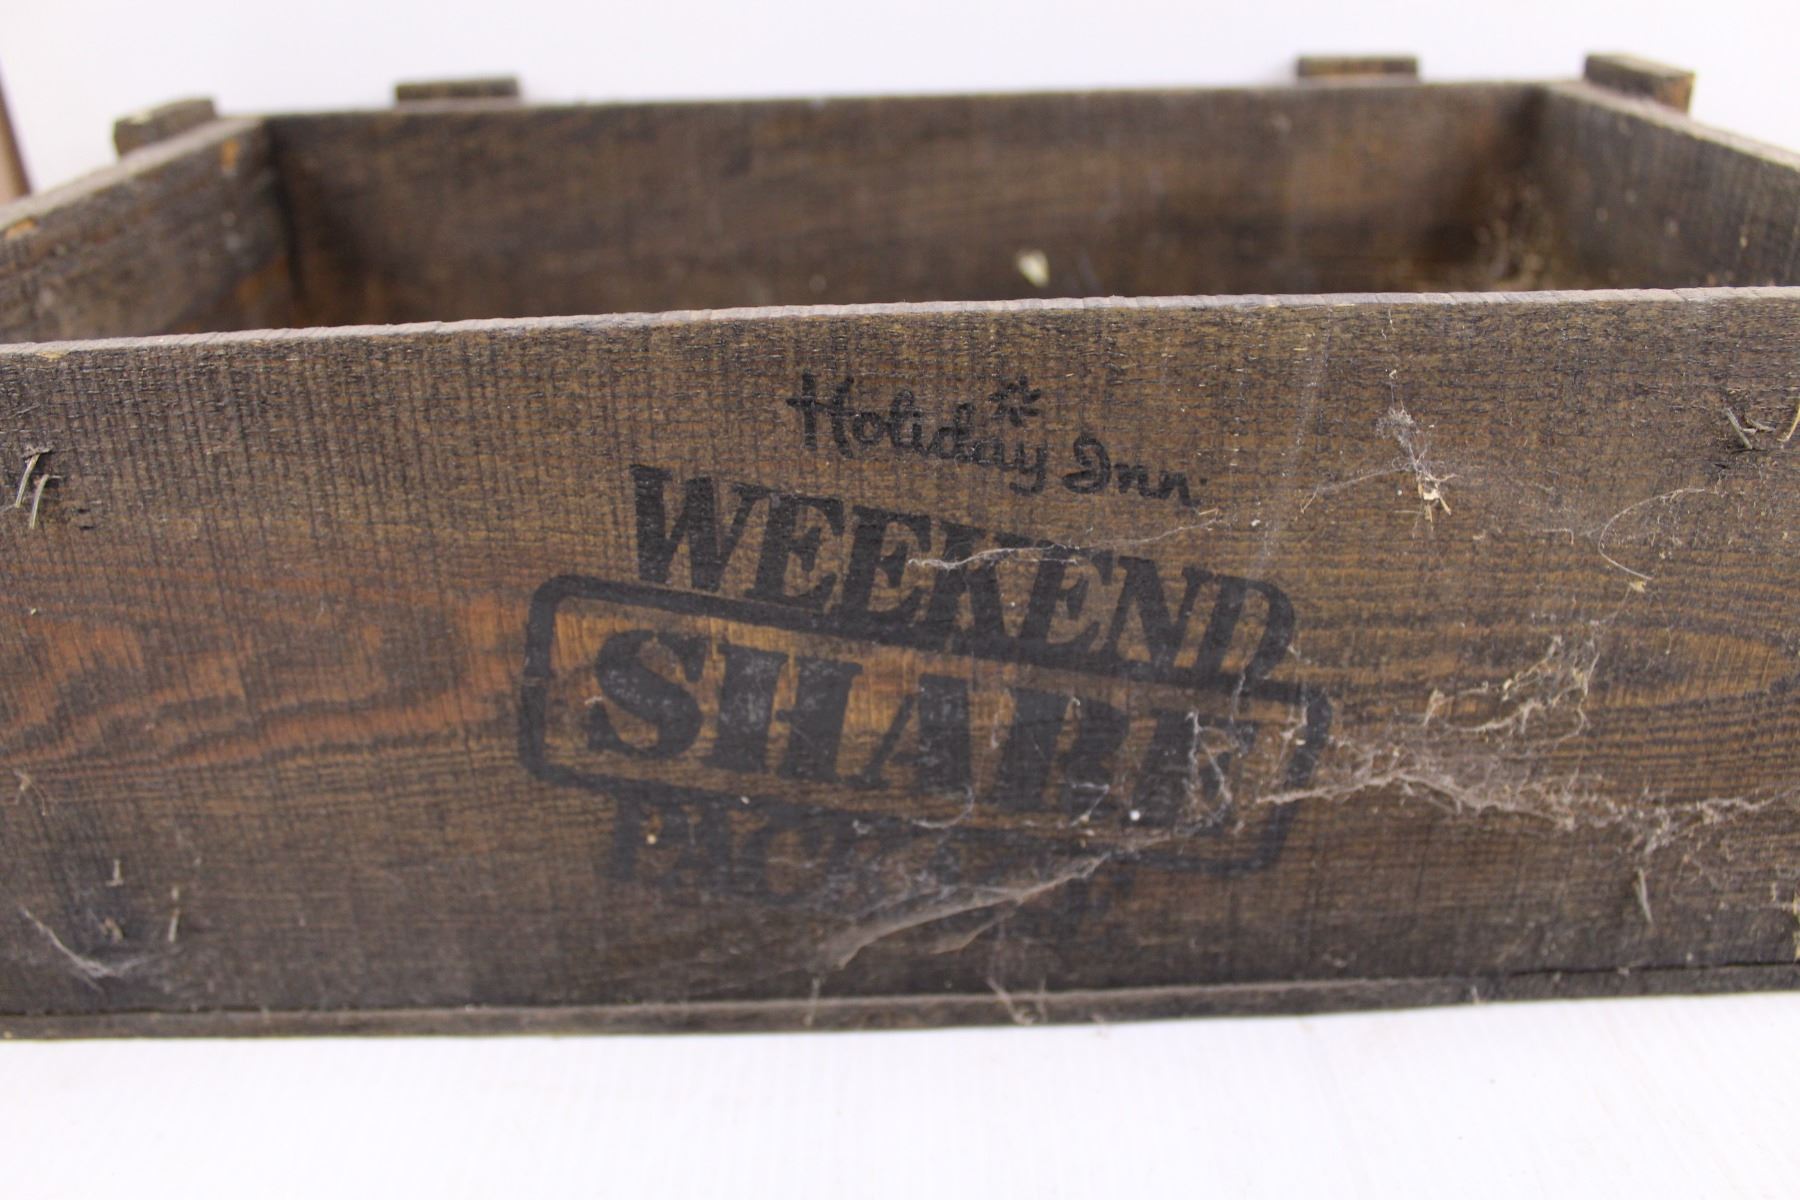 Holiday Inn
WEEKEND
SHARE